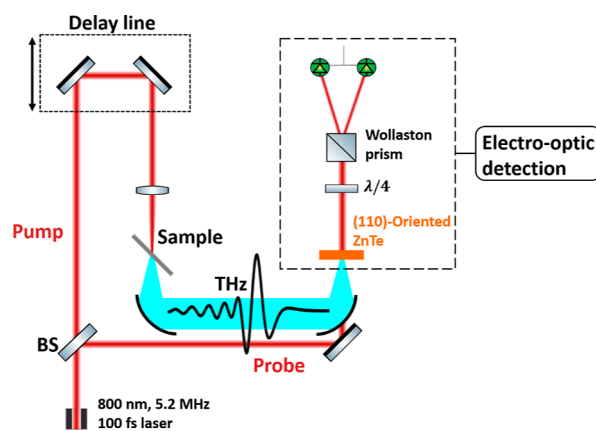 Delay line
Wollaston
prism
λ/4
Electro-optic
detection
(110)-Oriented
ZnTe
Pump
Sample
THz
BS
Probe
800 nm, 5.2 MHz
100 fs laser